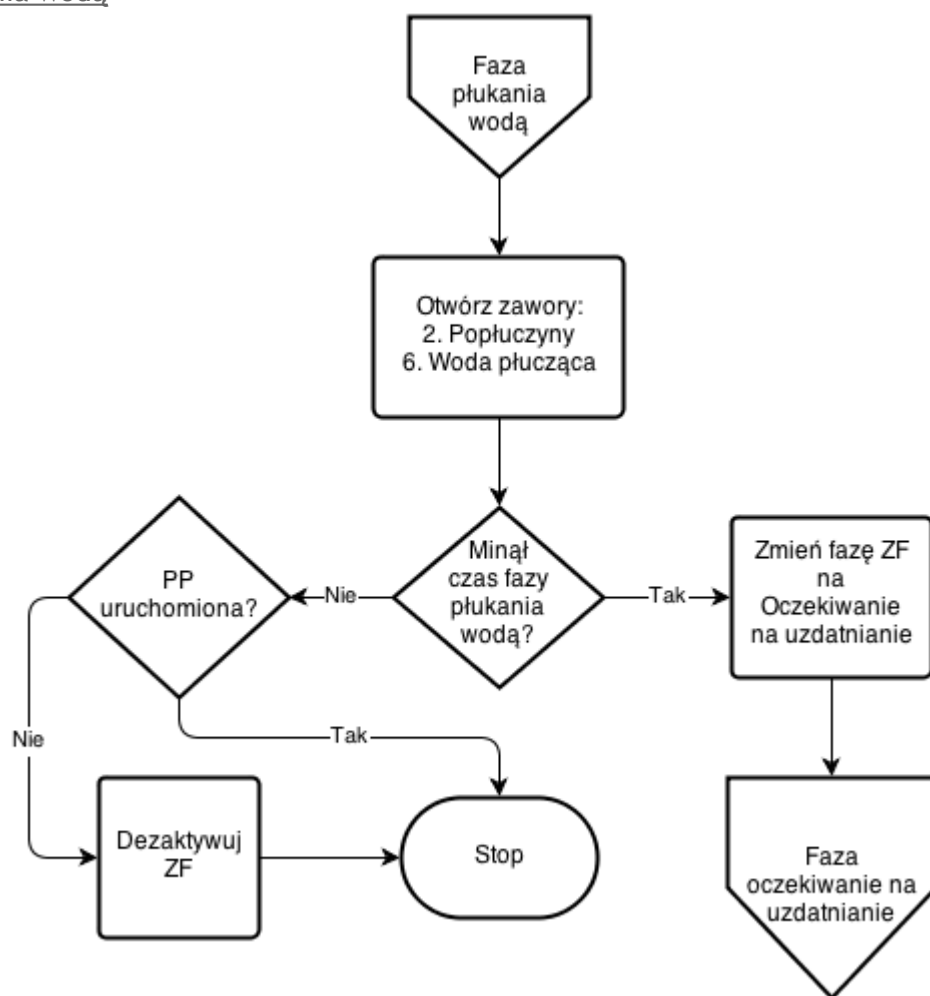 wodą
Faza
płukania
wodą
Otwórz zawory:
2. Popłuczyny
6. Woda płucząca
Minął
czas fazy
płukania
wodą?
Nie
Tak
PP
uruchomiona?
Zmień fazę ZF
na
Oczekiwanie
na uzdatnianie
Nie
Tak
Dezaktywuj
ZF
Stop
Faza
oczekiwanie na
uzdatnianie